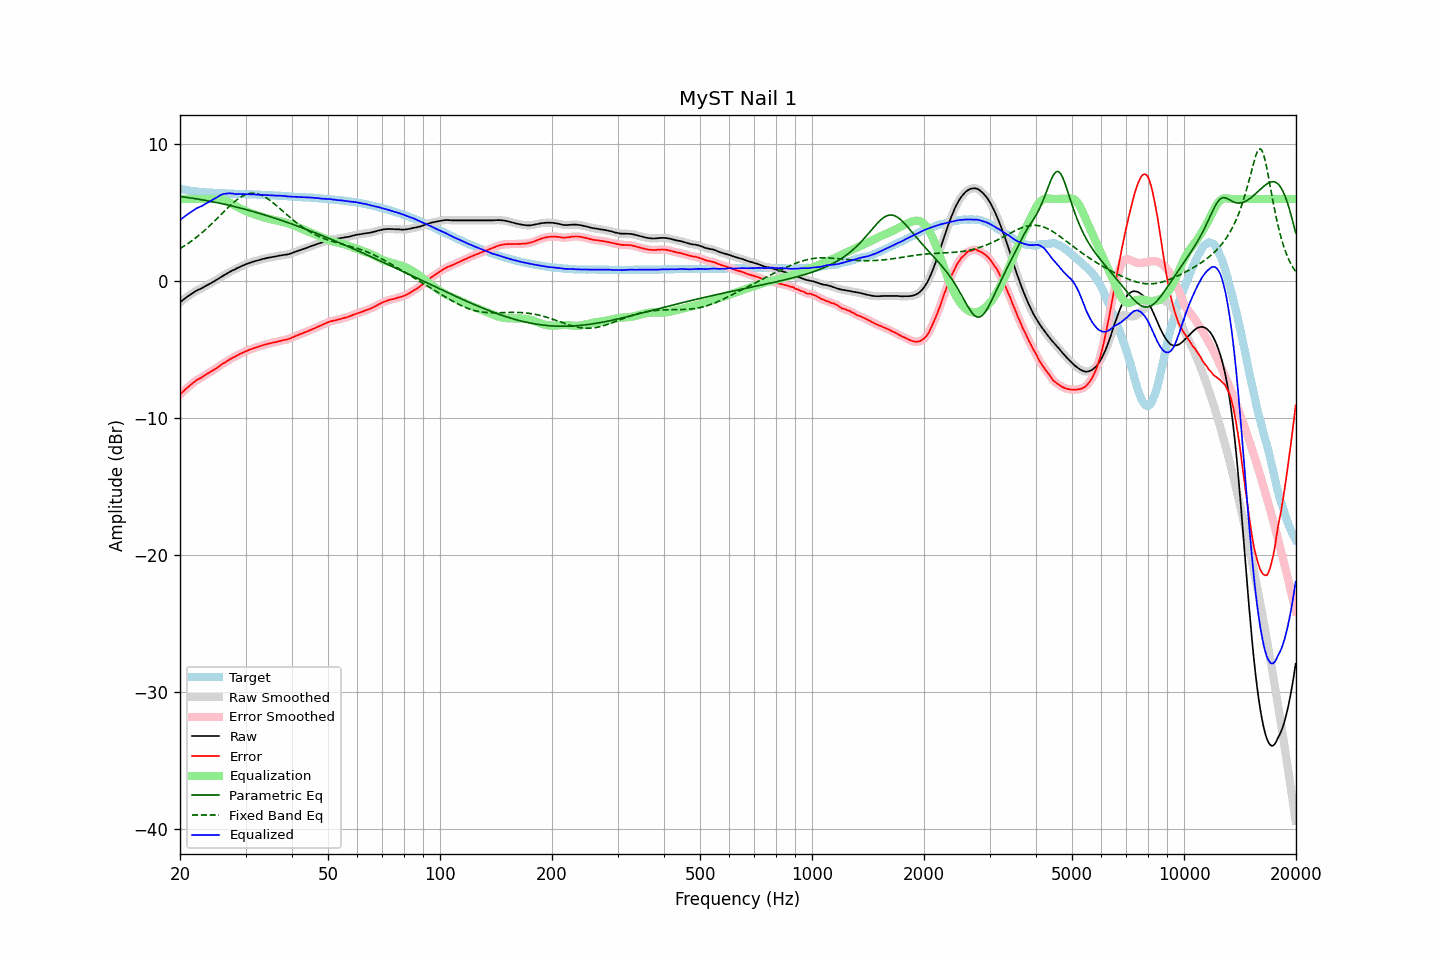 MyST Nail 1
10
0
−10
−20
−30
−40
Amplitude (dBr)
Target
Raw Smoothed
Error Smoothed
Raw
Error
Equalization
Parametric Eq
Fixed Band Eq
Equalized
20 50 100 200 500 1000 2000 5000 10000 20000
Frequency (Hz)